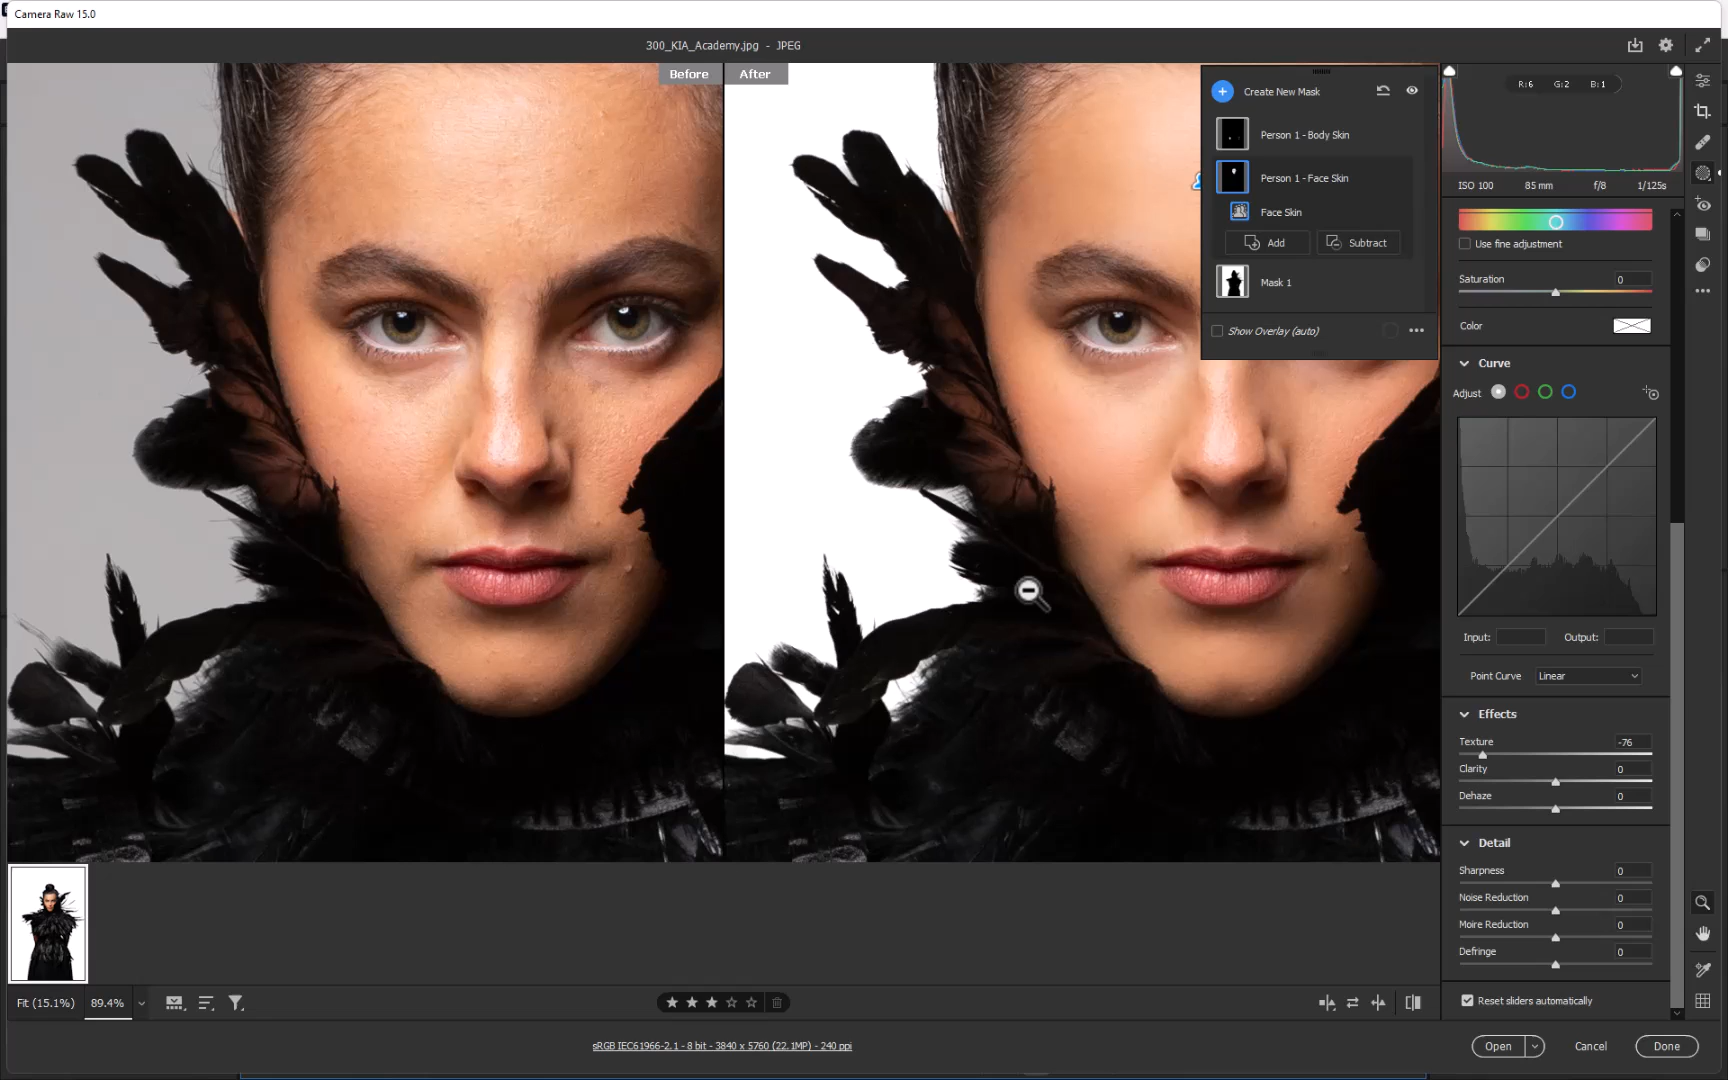 Camera Raw 15.0
300_KIA_Academy.jpg - JPEG
Before
After
Create New Mask
Person 1 - Body Skin
Person 1 - Face Skin
Face Skin
Add
Subtract
Mask 1
Show Overlay (auto)
R:6 G:2 B:1
ISO 100 85 mm f/8 1/125s
Use fine adjustment
Saturation 0
Color
Curve
Adjust
Input: Output:
Point Curve Linear
Effects
Texture -76
Clarity 0
Dehaze 0
Detail
Sharpness 0
Noise Reduction 0
Moire Reduction 0
Defringe 0
Reset sliders automatically
Fit (15.1%) 89.4%
sRGB IEC61966-2.1 - 8 bit - 3840 x 5760 (22.1MP) - 240 ppi
Open
Cancel
Done